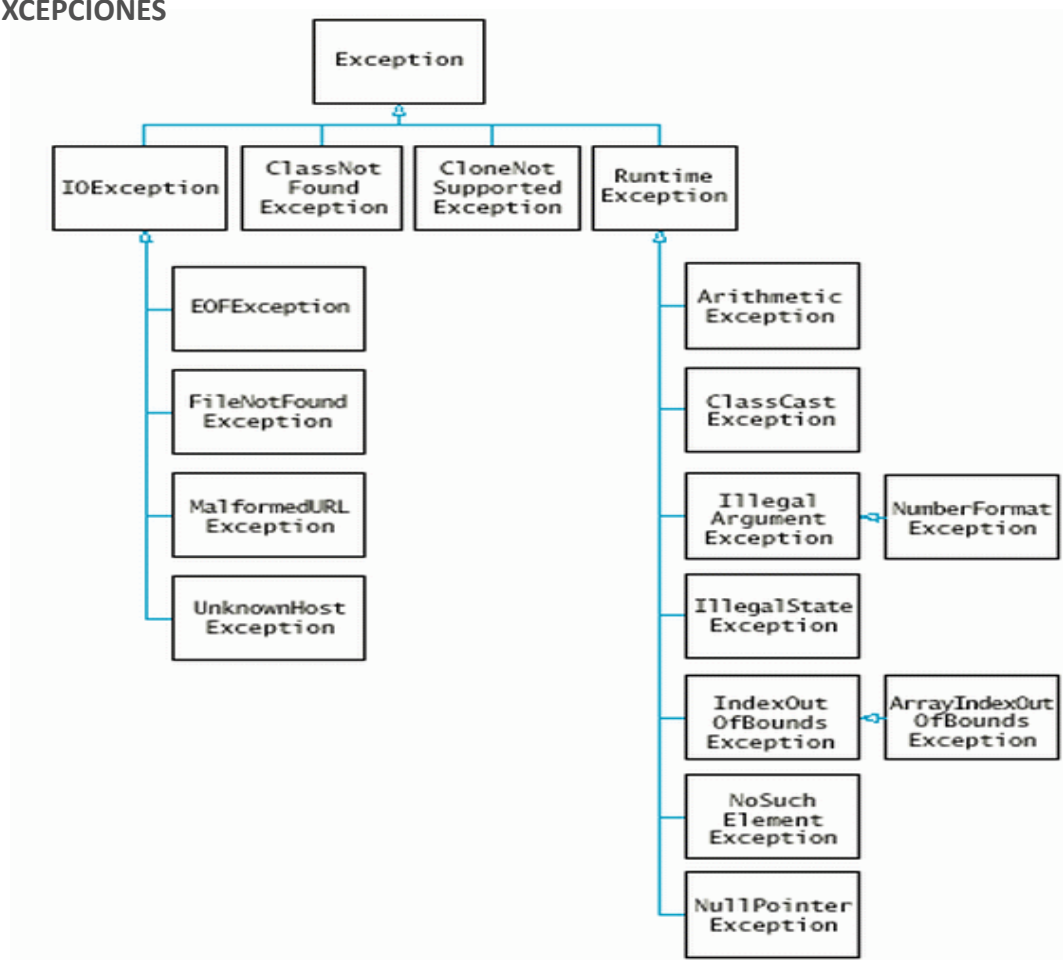 XCEPCIONES
Exception
IOException
ClassNot
Found
Exception
CloneNot
Supported
Exception
Runtime
Exception
EOFException
FileNotFound
Exception
MalformedURL
Exception
UnknownHost
Exception
Arithmetic
Exception
ClassCast
Exception
Illegal
Argument
Exception
NumberFormat
Exception
IllegalState
Exception
IndexOut
OfBounds
Exception
ArrayIndexOut
OfBounds
Exception
NoSuch
Element
Exception
NullPointer
Exception